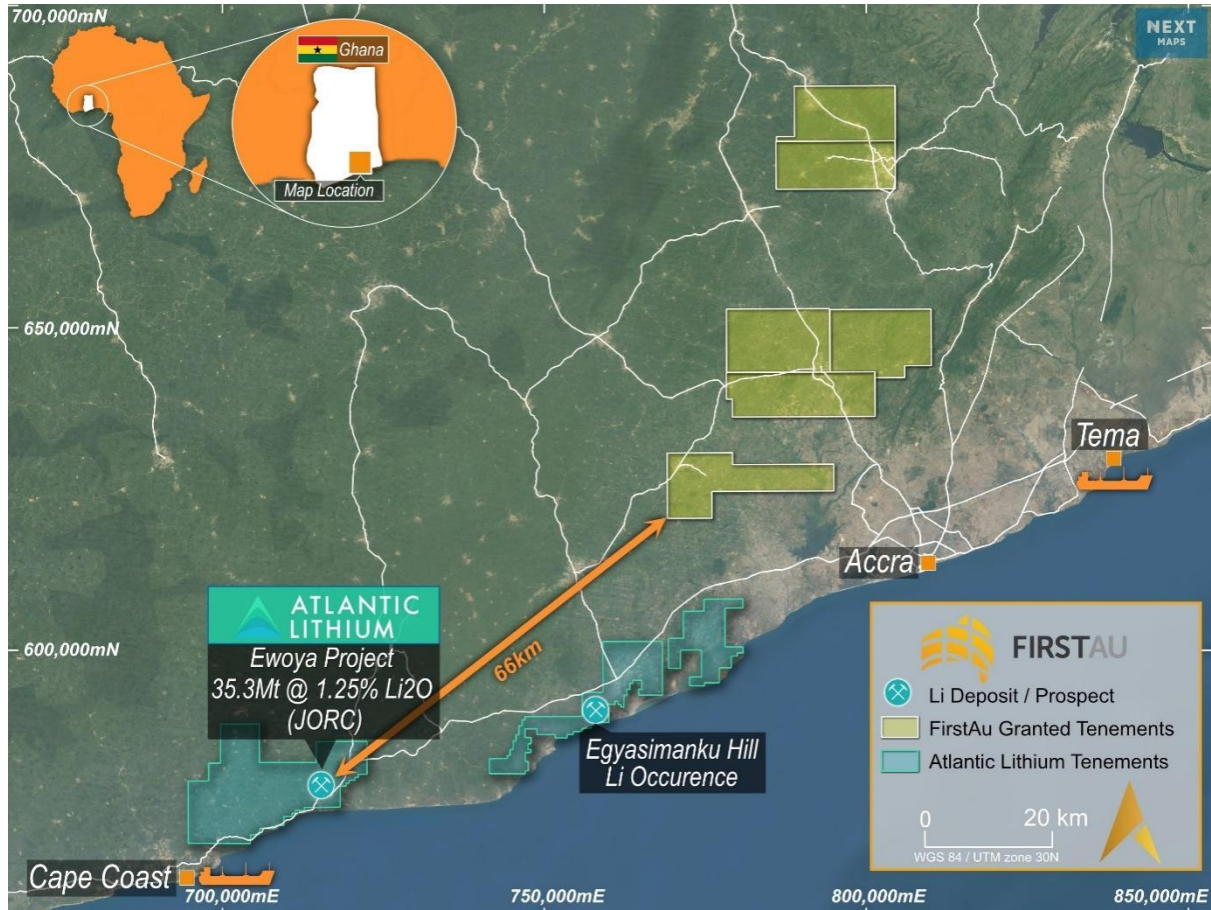 700,000mN
NEXT
MAPS
Ghana
Map Location
650,000mN
Tema
Accra
ATLANTIC
LITHIUM
Ewoya Project
35.3Mt @ 1.25% Li2O
(JORC)
66km
600,000mN
Egyasimanku Hill
Li Occurence
FIRSTAU
Li Deposit / Prospect
FirstAu Granted Tenements
Atlantic Lithium Tenements
0 20 km
WGS 84 / UTM zone 30N
Cape Coast
700,000mE
750,000mE
800,000mE
850,000mE